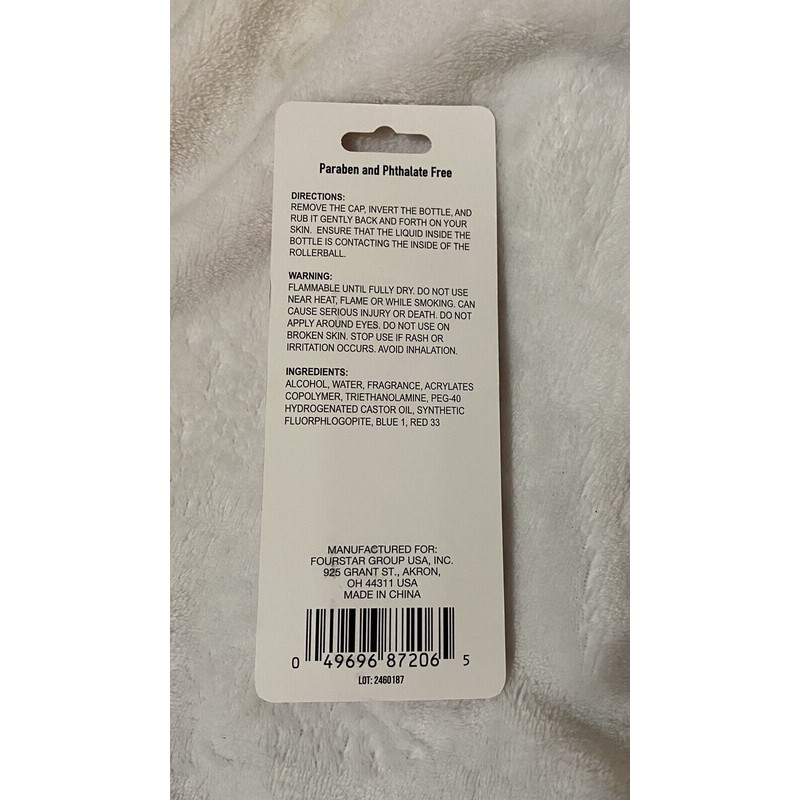 Paraben and Phthalate Free
DIRECTIONS:
REMOVE THE CAP, INVERT THE BOTTLE, AND
RUB IT GENTLY BACK AND FORTH ON YOUR
SKIN. ENSURE THAT THE LIQUID INSIDE THE
BOTTLE IS CONTACTING THE INSIDE OF THE
ROLLERBALL.
WARNING:
FLAMMABLE UNTIL FULLY DRY. DO NOT USE
NEAR HEAT, FLAME OR WHILE SMOKING. CAN
CAUSE SERIOUS INJURY OR DEATH. DO NOT
APPLY AROUND EYES. DO NOT USE ON
BROKEN SKIN. STOP USE IF RASH OR
IRRITATION OCCURS. AVOID INHALATION.
INGREDIENTS:
ALCOHOL, WATER, FRAGRANCE, ACRYLATES
COPOLYMER, TRIETHANOLAMINE, PEG-40
HYDROGENATED CASTOR OIL, SYNTHETIC
FLUORPHLOGOPITE, BLUE 1, RED 33
MANUFACTURED FOR:
FOURSTAR GROUP USA, INC.
925 GRANT ST., AKRON,
OH 44311 USA
MADE IN CHINA
0 49696 87206 5
LOT: 2460187